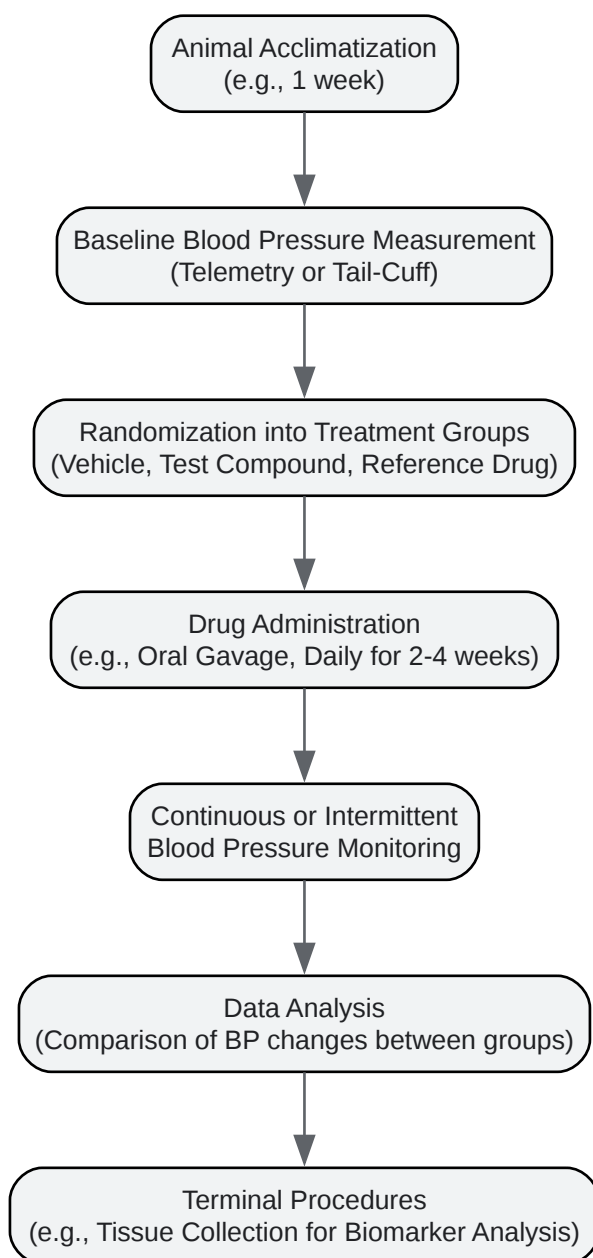 Animal Acclimatization
(e.g., 1 week)
Baseline Blood Pressure Measurement
(Telemetry or Tail-Cuff)
Randomization into Treatment Groups
(Vehicle, Test Compound, Reference Drug)
Drug Administration
(e.g., Oral Gavage, Daily for 2-4 weeks)
Continuous or Intermittent
Blood Pressure Monitoring
Data Analysis
(Comparison of BP changes between groups)
Terminal Procedures
(e.g., Tissue Collection for Biomarker Analysis)